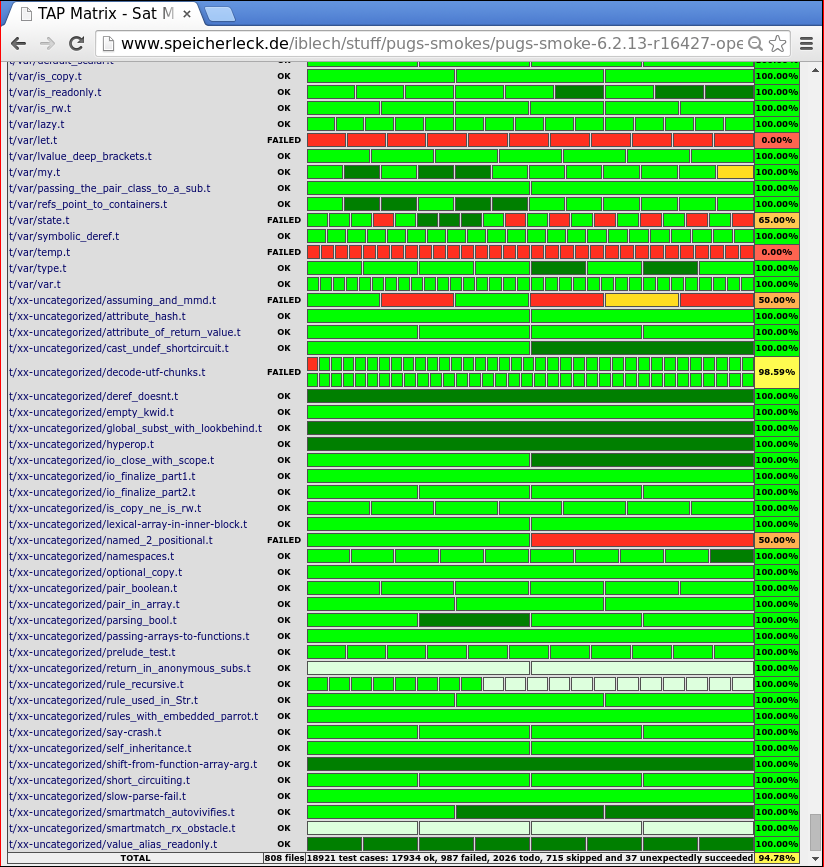 TAP Matrix - Sat M
www.speicherleck.de/iblech/stuff/pugs-smokes/pugs-smoke-6.2.13-r16427-ope
t/var/default_scalar.t OK 100.00%
t/var/is_copy.t OK 100.00%
t/var/is_readonly.t OK 100.00%
t/var/is_rw.t OK 100.00%
t/var/lazy.t OK 100.00%
t/var/let.t FAILED 0.00%
t/var/lvalue_deep_brackets.t OK 100.00%
t/var/my.t OK 100.00%
t/var/passing_the_pair_class_to_a_sub.t OK 100.00%
t/var/refs_point_to_containers.t OK 100.00%
t/var/state.t FAILED 65.00%
t/var/symbolic_deref.t OK 100.00%
t/var/temp.t FAILED 0.00%
t/var/type.t OK 100.00%
t/var/var.t OK 100.00%
t/xx-uncategorized/assuming_and_mmd.t FAILED 50.00%
t/xx-uncategorized/attribute_hash.t OK 100.00%
t/xx-uncategorized/attribute_of_return_value.t OK 100.00%
t/xx-uncategorized/cast_undef_shortcircuit.t OK 100.00%
t/xx-uncategorized/decode-utf-chunks.t FAILED 98.59%
t/xx-uncategorized/deref_doesnt.t OK 100.00%
t/xx-uncategorized/empty_kwid.t OK 100.00%
t/xx-uncategorized/global_subst_with_lookbehind.t OK 100.00%
t/xx-uncategorized/hyperop.t OK 100.00%
t/xx-uncategorized/io_close_with_scope.t OK 100.00%
t/xx-uncategorized/io_finalize_part1.t OK 100.00%
t/xx-uncategorized/io_finalize_part2.t OK 100.00%
t/xx-uncategorized/is_copy_ne_is_rw.t OK 100.00%
t/xx-uncategorized/lexical-array-in-inner-block.t OK 100.00%
t/xx-uncategorized/named_2_positional.t FAILED 50.00%
t/xx-uncategorized/namespaces.t OK 100.00%
t/xx-uncategorized/optional_copy.t OK 100.00%
t/xx-uncategorized/pair_boolean.t OK 100.00%
t/xx-uncategorized/pair_in_array.t OK 100.00%
t/xx-uncategorized/parsing_bool.t OK 100.00%
t/xx-uncategorized/passing-arrays-to-functions.t OK 100.00%
t/xx-uncategorized/prelude_test.t OK 100.00%
t/xx-uncategorized/return_in_anonymous_subs.t OK 100.00%
t/xx-uncategorized/rule_recursive.t OK 100.00%
t/xx-uncategorized/rule_used_in_Str.t OK 100.00%
t/xx-uncategorized/rules_with_embedded_parrot.t OK 100.00%
t/xx-uncategorized/say-crash.t OK 100.00%
t/xx-uncategorized/self_inheritance.t OK 100.00%
t/xx-uncategorized/shift-from-function-array-arg.t OK 100.00%
t/xx-uncategorized/short_circuiting.t OK 100.00%
t/xx-uncategorized/slow-parse-fail.t OK 100.00%
t/xx-uncategorized/smartmatch_autovivifies.t OK 100.00%
t/xx-uncategorized/smartmatch_rx_obstacle.t OK 100.00%
t/xx-uncategorized/value_alias_readonly.t OK 100.00%
TOTAL 808 files 18921 test cases: 17934 ok, 987 failed, 2026 todo, 715 skipped and 37 unexpectedly succeeded 94.78%